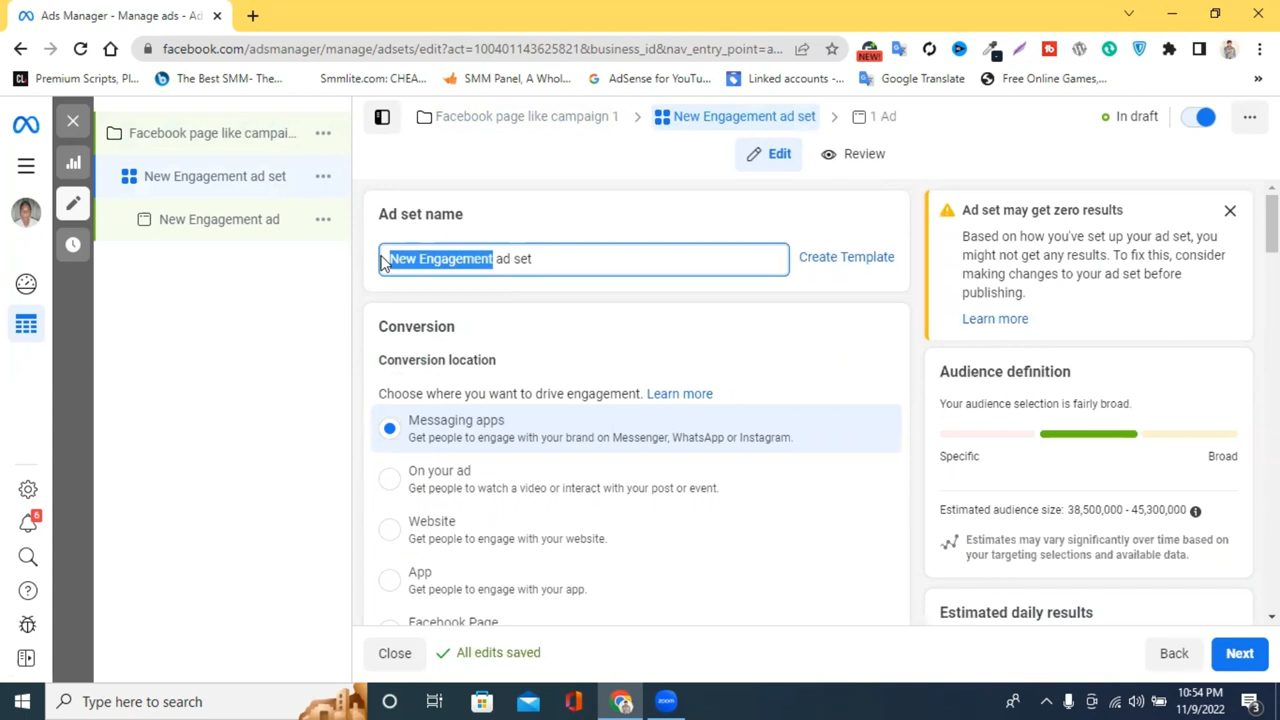 Ads Manager - Manage ads - Ad
facebook.com/adsmanager/manage/adsets/edit?act=100401143625821&business_id&nav_entry_point=a...
NEW!
CL Premium Scripts, Pl...
The Best SMM- The...
Smmlite.com: CHEA...
SMM Panel, A Whol...
AdSense for YouTu...
Linked accounts -...
Google Translate
Free Online Games,...
»
Facebook page like campai...
New Engagement ad set
New Engagement ad
6
Facebook page like campaign 1
New Engagement ad set
1 Ad
In draft
Edit
Review
Ad set name
New Engagement ad set
Create Template
Conversion
Conversion location
Choose where you want to drive engagement. Learn more
Messaging apps
Get people to engage with your brand on Messenger, WhatsApp or Instagram.
On your ad
Get people to watch a video or interact with your post or event.
Website
Get people to engage with your website.
App
Get people to engage with your app.
Facebook Page
Ad set may get zero results
Based on how you've set up your ad set, you
might not get any results. To fix this, consider
making changes to your ad set before
publishing.
Learn more
Audience definition
Your audience selection is fairly broad.
Specific
Broad
Estimated audience size: 38,500,000 - 45,300,000
Estimates may vary significantly over time based on
your targeting selections and available data.
Estimated daily results
Close
All edits saved
Back
Next
Type here to search
10:54 PM
11/9/2022
3